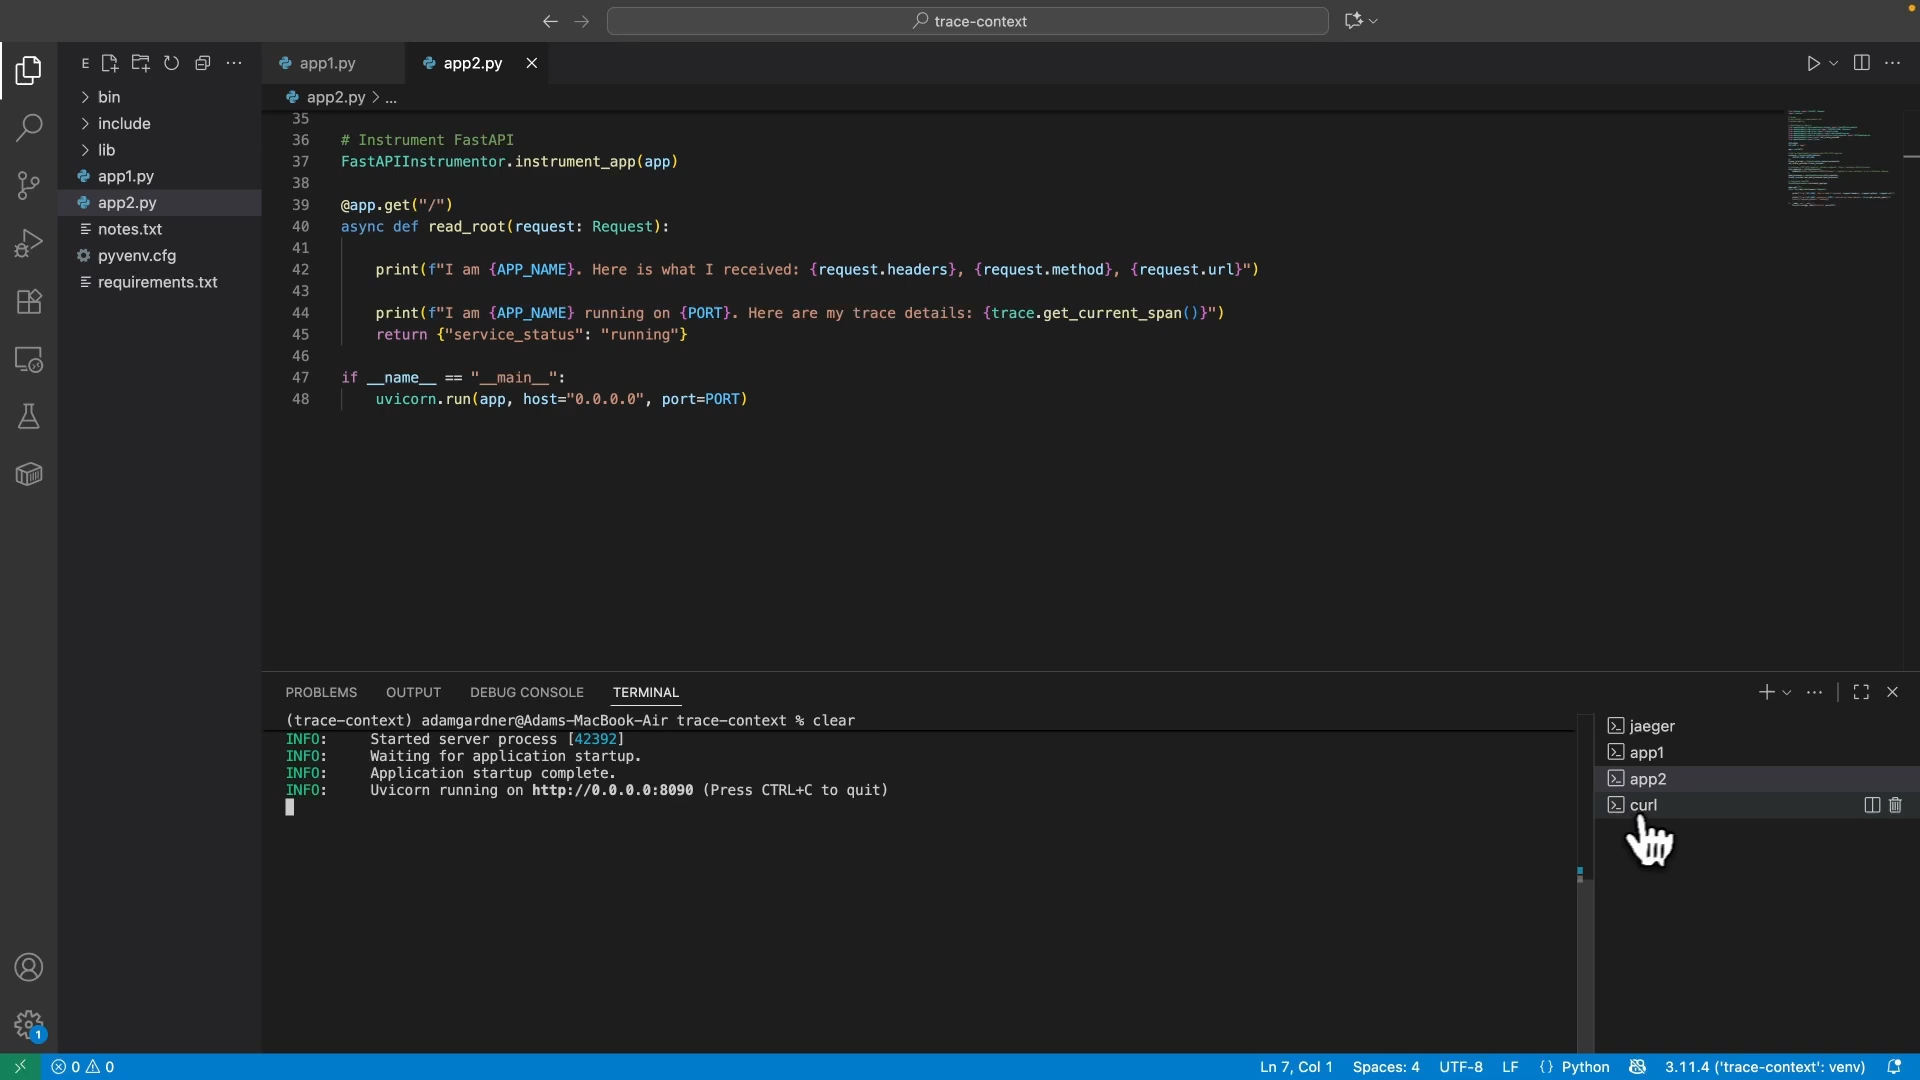 trace-context
E
app1.py
app2.py
app2.py > ...
bin
include
lib
app1.py
app2.py
notes.txt
pyvenv.cfg
requirements.txt
35
36 # Instrument FastAPI
37 FastAPIInstrumentor.instrument_app(app)
38
39 @app.get("/")
40 async def read_root(request: Request):
41
42 print(f"I am {APP_NAME}. Here is what I received: {request.headers}, {request.method}, {request.url}")
43
44 print(f"I am {APP_NAME} running on {PORT}. Here are my trace details: {trace.get_current_span()}")
45 return {"service_status": "running"}
46
47 if __name__ == "__main__":
48 uvicorn.run(app, host="0.0.0.0", port=PORT)
PROBLEMS OUTPUT DEBUG CONSOLE TERMINAL
(trace-context) adamgardner@Adams-MacBook-Air trace-context % clear
INFO: Started server process [42392]
INFO: Waiting for application startup.
INFO: Application startup complete.
INFO: Uvicorn running on http://0.0.0.0:8090 (Press CTRL+C to quit)
jaeger
app1
app2
curl
1
0 0 Ln 7, Col 1 Spaces: 4 UTF-8 LF {} Python 3.11.4 ('trace-context': venv)